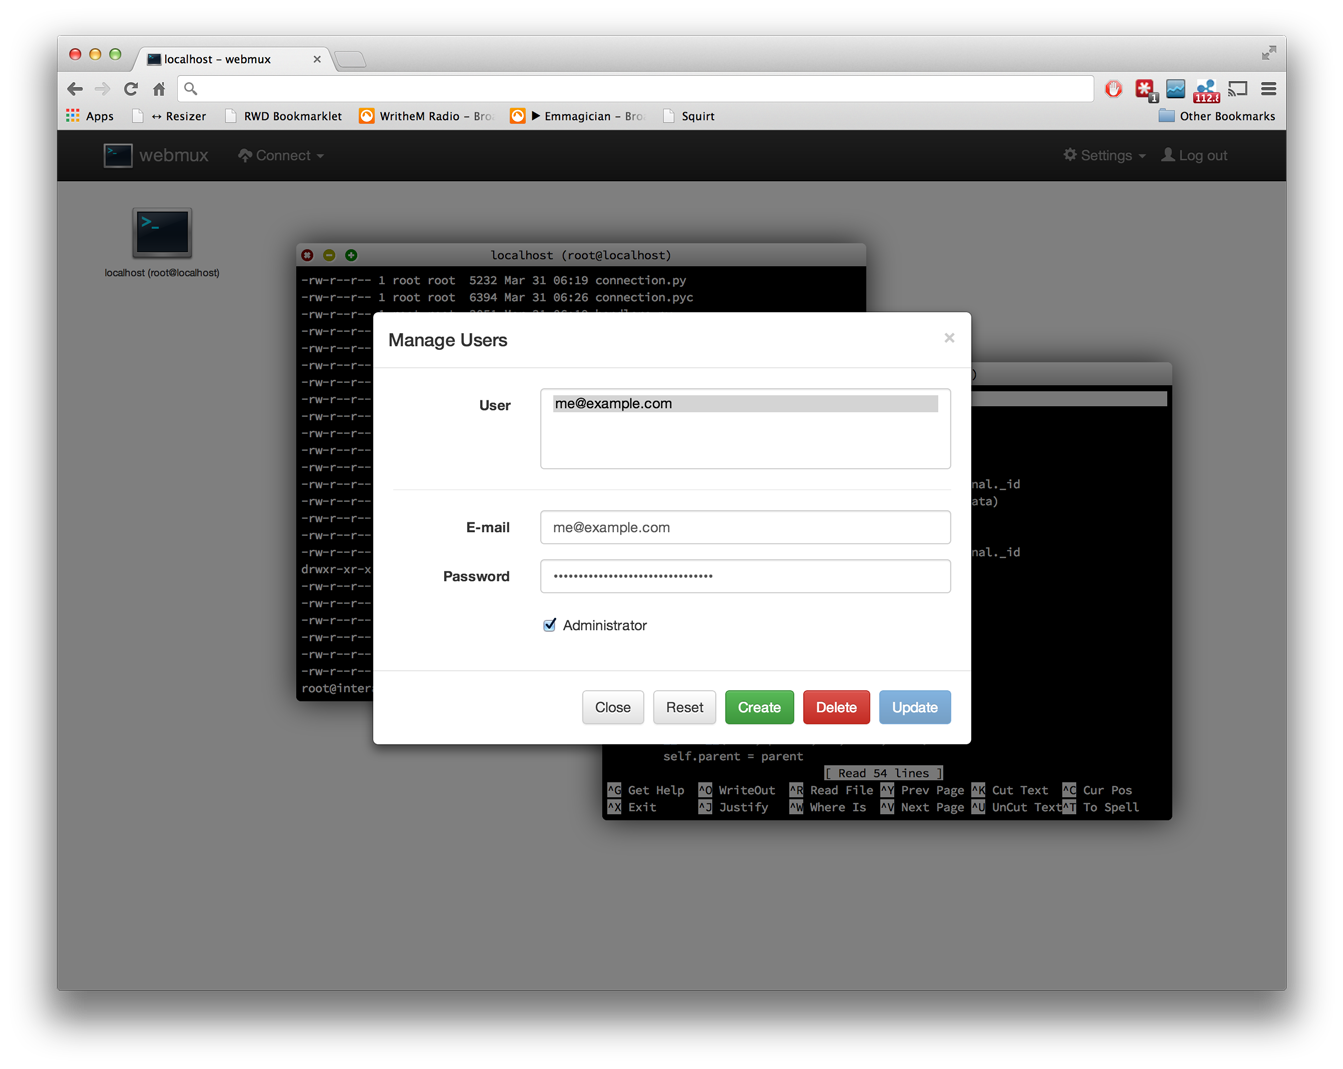 localhost – webmux
Apps
↔ Resizer
RWD Bookmarklet
WritheM Radio – Bro
▶ Emmagician – Bro
Squirt
Other Bookmarks
1
112.8
webmux
Connect
Settings
Log out
>_
localhost (root@localhost)
localhost (root@localhost)
-rw-r--r-- 1 root root 5232 Mar 31 06:19 connection.py
-rw-r--r-- 1 root root 6394 Mar 31 06:26 connection.pyc
-rw-r--r--
-rw-r--r--
-rw-r--r--
-rw-r--r--
-rw-r--r--
-rw-r--r--
-rw-r--r--
-rw-r--r--
-rw-r--r--
-rw-r--r--
-rw-r--r--
-rw-r--r--
-rw-r--r--
-rw-r--r--
drwxr-xr-x
-rw-r--r--
-rw-r--r--
-rw-r--r--
-rw-r--r--
-rw-r--r--
-rw-r--r--
root@inter
Manage Users
×
User
me@example.com
E-mail
me@example.com
Password
Administrator
Close
Reset
Create
Delete
Update
)
nal._id
ata)
nal._id
self.parent = parent
[ Read 54 lines ]
^G Get Help ^O WriteOut ^R Read File ^Y Prev Page ^K Cut Text ^C Cur Pos
^X Exit ^J Justify ^W Where Is ^V Next Page ^U UnCut Text ^T To Spell